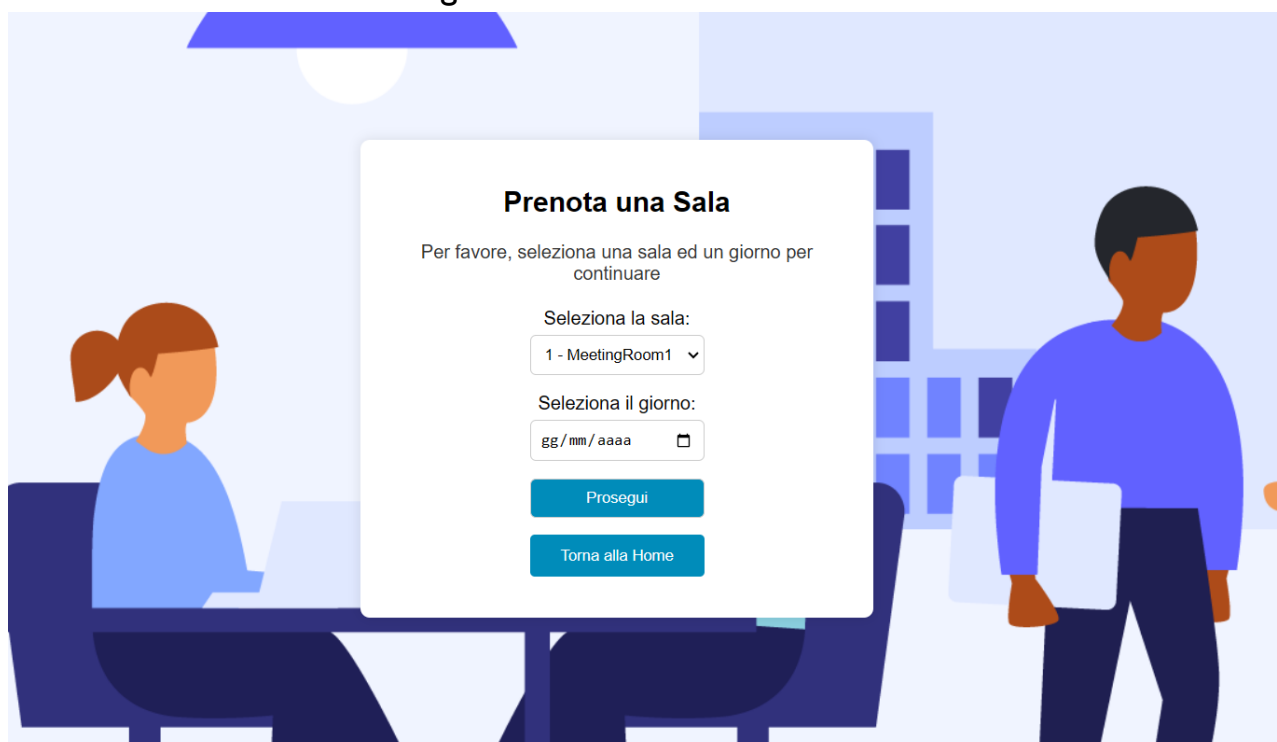 Prenota una Sala
Per favore, seleziona una sala ed un giorno per
continuare
Seleziona la sala:
1 - MeetingRoom1
Seleziona il giorno:
gg/mm/aaaa
Prosegui
Torna alla Home